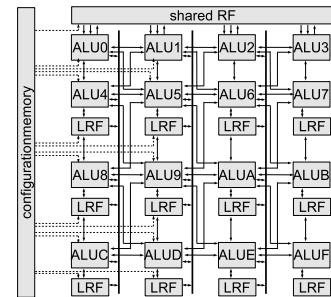 shared RF
configurationmemory
ALU0 ALU1 ALU2 ALU3
ALU4 ALU5 ALU6 ALU7
LRF LRF LRF LRF
ALU8 ALU9 ALUA ALUB
LRF LRF LRF LRF
ALUC ALUD ALUE ALUF
LRF LRF LRF LRF